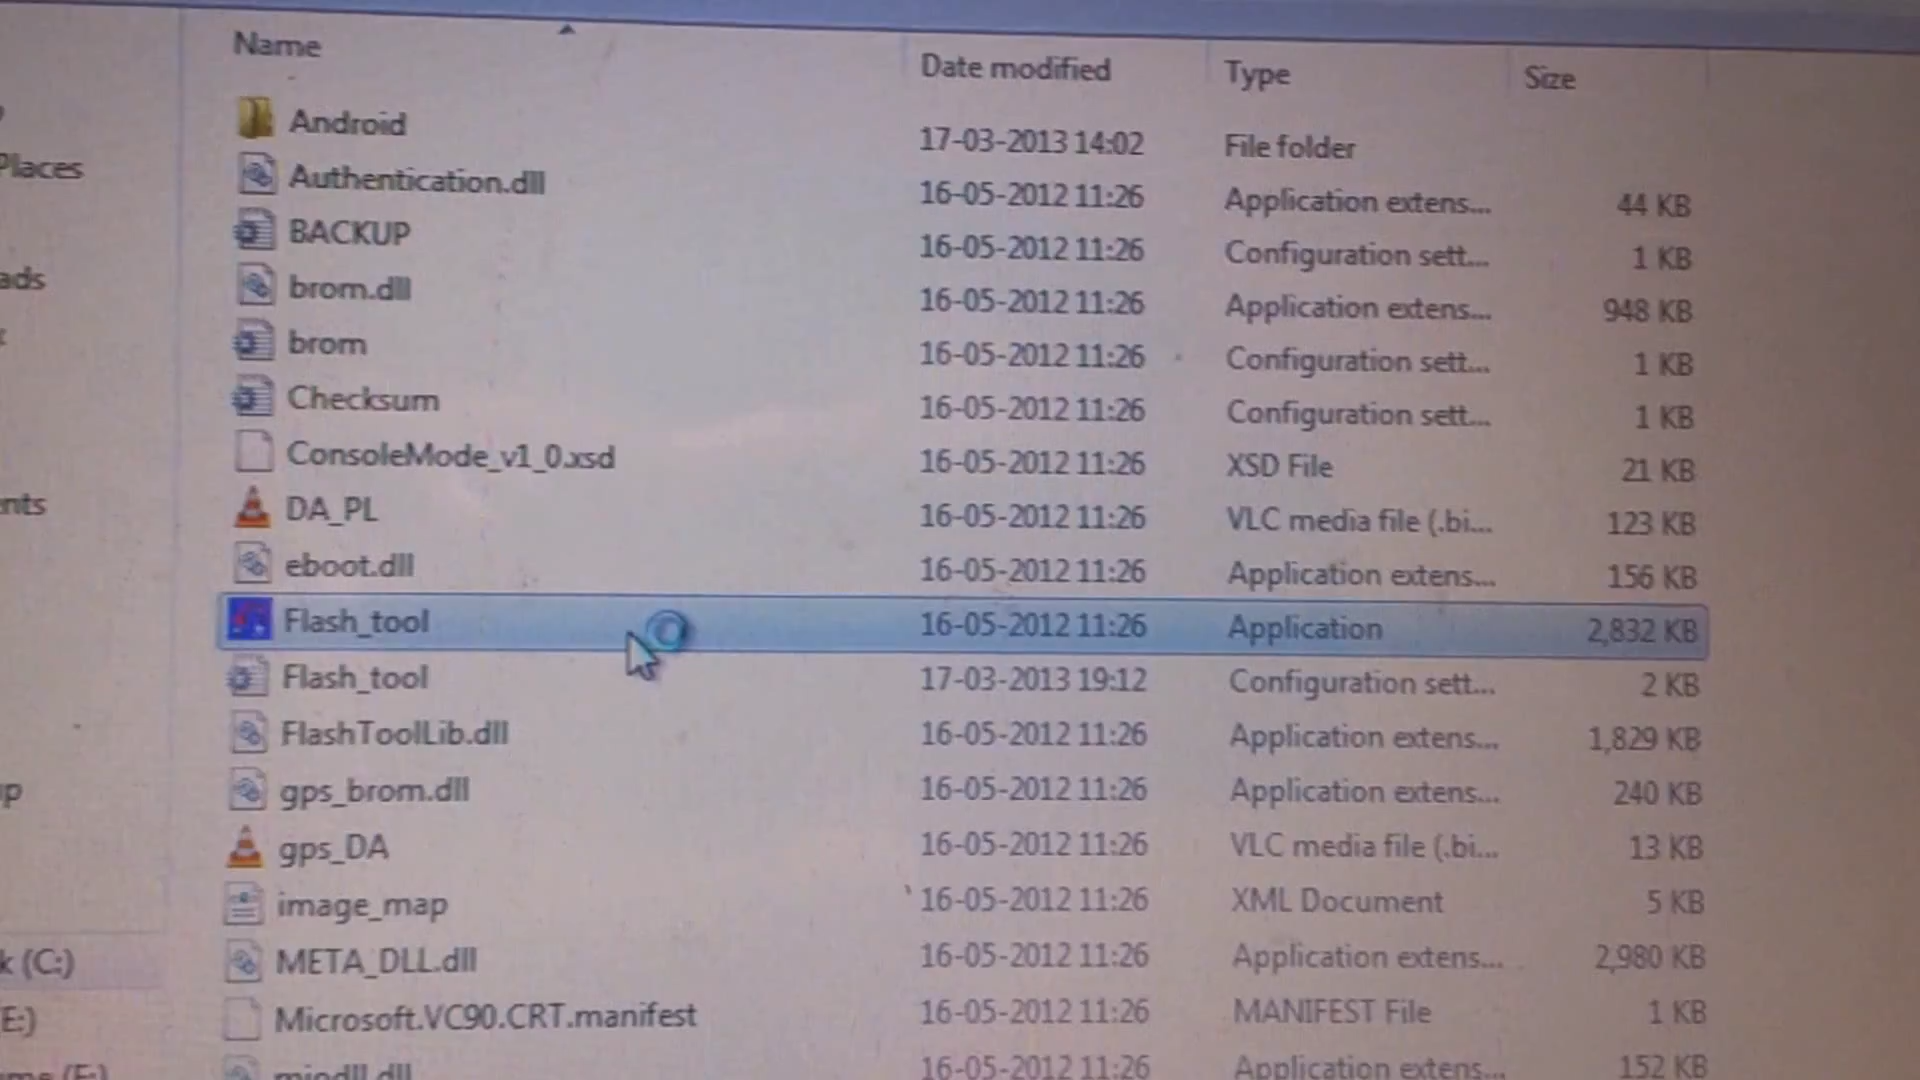 Name Date modified Type Size
Android 17-03-2013 14:02 File folder
Places
Authentication.dll 16-05-2012 11:26 Application extens... 44 KB
BACKUP 16-05-2012 11:26 Configuration sett... 1 KB
ads
brom.dll 16-05-2012 11:26 Application extens... 948 KB
brom 16-05-2012 11:26 Configuration sett... 1 KB
Checksum 16-05-2012 11:26 Configuration sett... 1 KB
ConsoleMode_v1_0.xsd 16-05-2012 11:26 XSD File 21 KB
nts
DA_PL 16-05-2012 11:26 VLC media file (.bi... 123 KB
eboot.dll 16-05-2012 11:26 Application extens... 156 KB
Flash_tool 16-05-2012 11:26 Application 2,832 KB
Flash_tool 17-03-2013 19:12 Configuration sett... 2 KB
FlashToolLib.dll 16-05-2012 11:26 Application extens... 1,829 KB
up
gps_brom.dll 16-05-2012 11:26 Application extens... 240 KB
gps_DA 16-05-2012 11:26 VLC media file (.bi... 13 KB
image_map 16-05-2012 11:26 XML Document 5 KB
k (C:)
META_DLL.dll 16-05-2012 11:26 Application extens... 2,980 KB
E:)
Microsoft.VC90.CRT.manifest 16-05-2012 11:26 MANIFEST File 1 KB
16-05-2012 11:26 Application extens... 152 KB